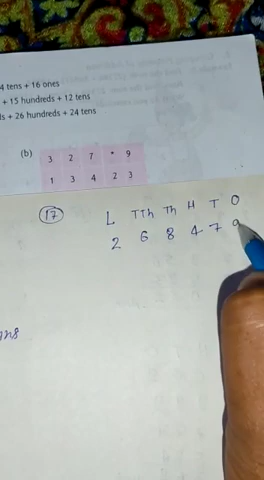 4 tens + 16 ones
+ 15 hundreds + 12 tens
ds + 26 hundreds + 24 tens
(b)
3 2 7 * 9
1 3 4 2 3
17 L TTh Th H T O
2 6 8 4 7